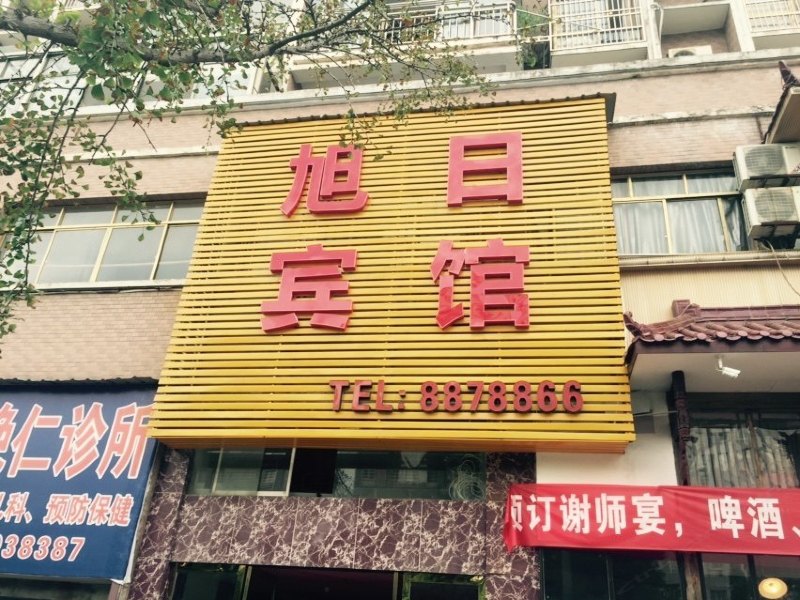 旭日
宾馆
TEL: 8878866
仁诊所
科、预防保健
38387
预订谢师宴，啤酒、